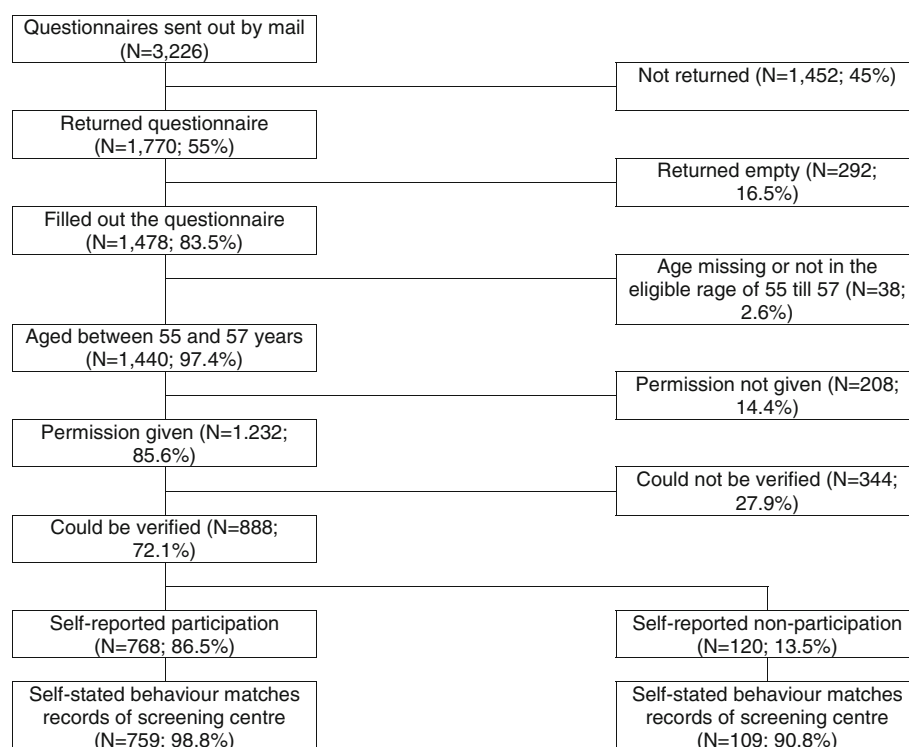 Questionnaires sent out by mail
(N=3,226)
Not returned (N=1,452; 45%)
Returned questionnaire
(N=1,770; 55%)
Returned empty (N=292;
16.5%)
Filled out the questionnaire
(N=1,478; 83.5%)
Age missing or not in the
eligible rage of 55 till 57 (N=38;
2.6%)
Aged between 55 and 57 years
(N=1,440; 97.4%)
Permission not given (N=208;
14.4%)
Permission given (N=1.232;
85.6%)
Could not be verified (N=344;
27.9%)
Could be verified (N=888;
72.1%)
Self-reported participation
(N=768; 86.5%)
Self-reported non-participation
(N=120; 13.5%)
Self-stated behaviour matches
records of screening centre
(N=759; 98.8%)
Self-stated behaviour matches
records of screening centre
(N=109; 90.8%)